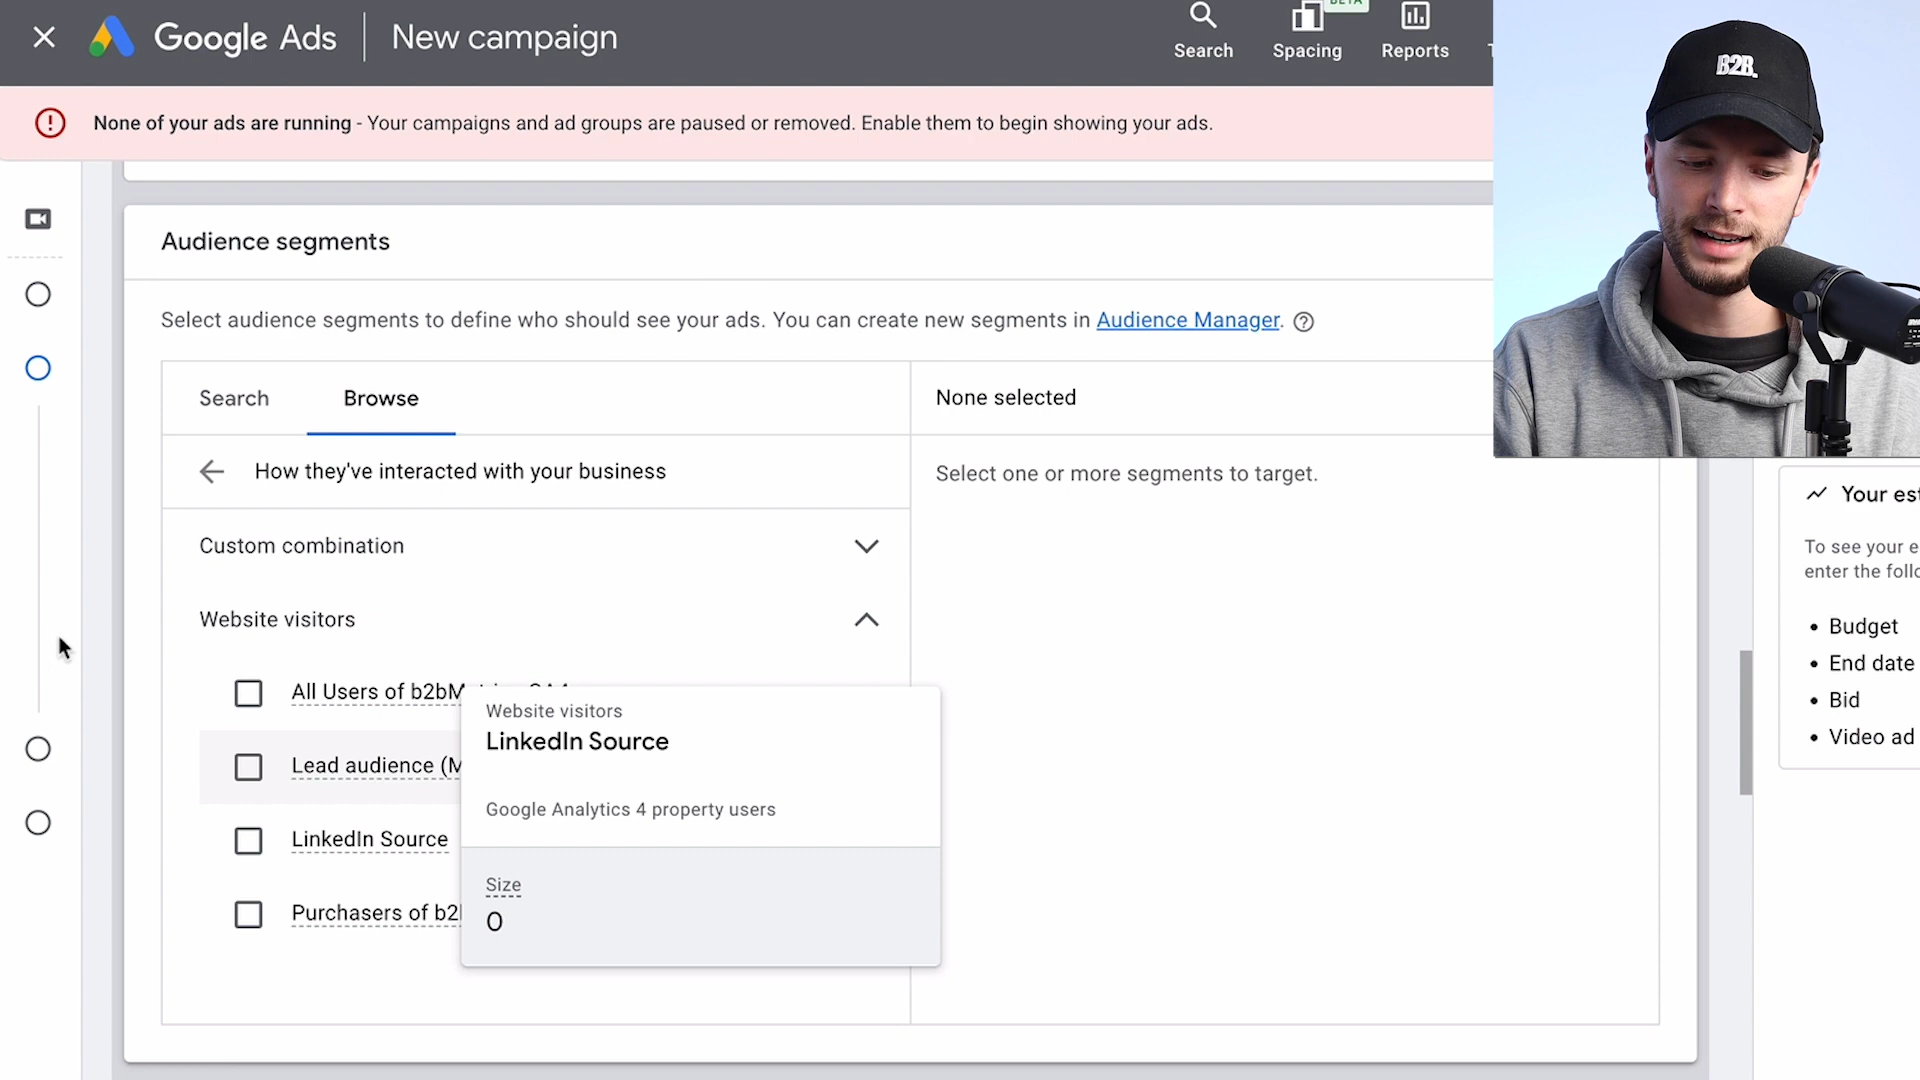 Google Ads
New campaign
BETA
Search
Spacing
Reports
B2B.
None of your ads are running - Your campaigns and ad groups are paused or removed. Enable them to begin showing your ads.
Audience segments
Select audience segments to define who should see your ads. You can create new segments in Audience Manager.
Search
Browse
None selected
How they've interacted with your business
Select one or more segments to target.
Custom combination
Website visitors
All Users of b2bM
Lead audience (M
LinkedIn Source
Purchasers of b2
Website visitors
LinkedIn Source
Google Analytics 4 property users
Size
0
Your est
To see your e
enter the follo
• Budget
• End date
• Bid
• Video ad